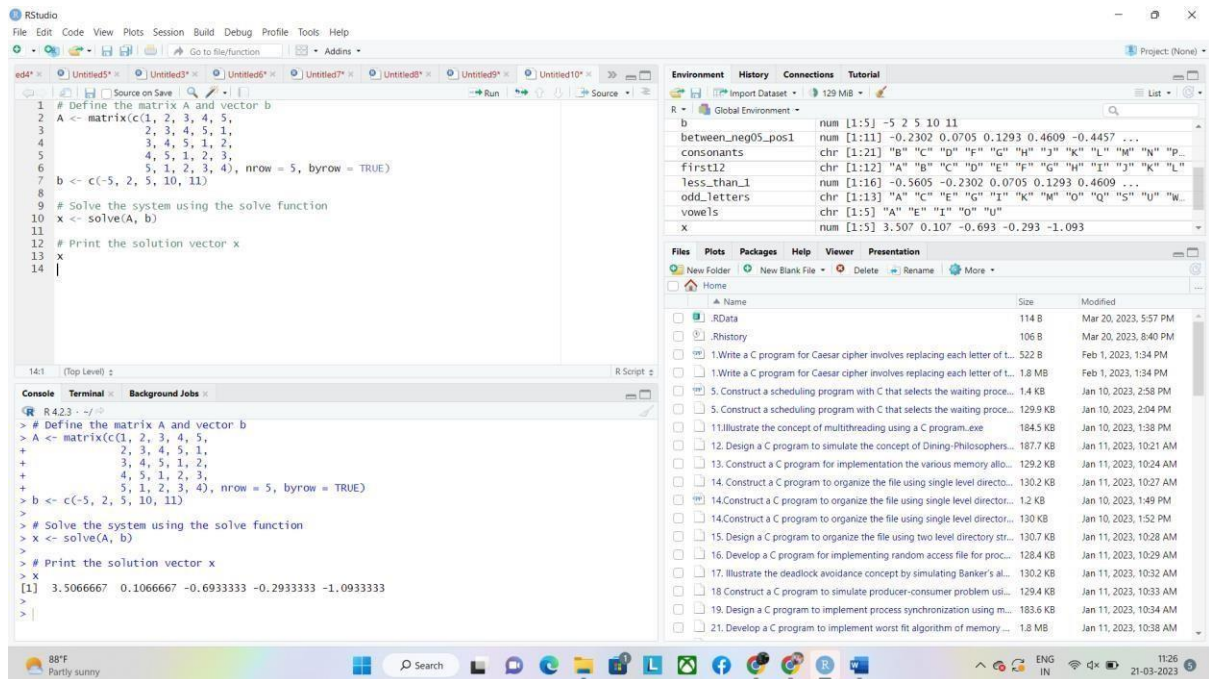 RStudio
File Edit Code View Plots Session Build Debug Profile Tools Help
Go to file/function Addins Project: (None)
ed4* Untitled5* Untitled3* Untitled6* Untitled7* Untitled8* Untitled9* Untitled10*
Source on Save Run Source
1 # Define the matrix A and vector b
2 A <- matrix(c(1, 2, 3, 4, 5,
3 2, 3, 4, 5, 1,
4 3, 4, 5, 1, 2,
5 4, 5, 1, 2, 3,
6 5, 1, 2, 3, 4), nrow = 5, byrow = TRUE)
7 b <- c(-5, 2, 5, 10, 11)
8
9 # Solve the system using the solve function
10 x <- solve(A, b)
11
12 # Print the solution vector x
13 x
14
14:1 (Top Level) R Script
Console Terminal Background Jobs
R 4.2.3 · ~/
> # Define the matrix A and vector b
> A <- matrix(c(1, 2, 3, 4, 5,
+ 2, 3, 4, 5, 1,
+ 3, 4, 5, 1, 2,
+ 4, 5, 1, 2, 3,
+ 5, 1, 2, 3, 4), nrow = 5, byrow = TRUE)
> b <- c(-5, 2, 5, 10, 11)
>
> # Solve the system using the solve function
> x <- solve(A, b)
>
> # Print the solution vector x
> x
[1] 3.5066667 0.1066667 -0.6933333 -0.2933333 -1.0933333
>
>
Environment History Connections Tutorial
Import Dataset 129 MiB List
R Global Environment
b num [1:5] -5 2 5 10 11
between_neg05_pos1 num [1:11] -0.2302 0.0705 0.1293 0.4609 -0.4457 ...
consonants chr [1:21] "B" "C" "D" "F" "G" "H" "J" "K" "L" "M" "N" "P...
first12 chr [1:12] "A" "B" "C" "D" "E" "F" "G" "H" "I" "J" "K" "L"
less_than_1 num [1:16] -0.5605 -0.2302 0.0705 0.1293 0.4609 ...
odd_letters chr [1:13] "A" "C" "E" "G" "I" "K" "M" "O" "Q" "S" "U" "W...
vowels chr [1:5] "A" "E" "I" "O" "U"
x num [1:5] 3.507 0.107 -0.693 -0.293 -1.093
Files Plots Packages Help Viewer Presentation
New Folder New Blank File Delete Rename More
Home
Name Size Modified
.RData 114 B Mar 20, 2023, 5:57 PM
.Rhistory 106 B Mar 20, 2023, 8:40 PM
1.Write a C program for Caesar cipher involves replacing each letter of t... 522 B Feb 1, 2023, 1:34 PM
1.Write a C program for Caesar cipher involves replacing each letter of t... 1.8 MB Feb 1, 2023, 1:34 PM
5. Construct a scheduling program with C that selects the waiting proce... 1.4 KB Jan 10, 2023, 2:58 PM
5. Construct a scheduling program with C that selects the waiting proce... 129.9 KB Jan 10, 2023, 2:04 PM
11.Illustrate the concept of multithreading using a C program..exe 184.5 KB Jan 10, 2023, 1:38 PM
12. Design a C program to simulate the concept of Dining-Philosophers... 187.7 KB Jan 11, 2023, 10:21 AM
13. Construct a C program for implementation the various memory allo... 129.2 KB Jan 11, 2023, 10:24 AM
14. Construct a C program to organize the file using single level directo... 130.2 KB Jan 11, 2023, 10:27 AM
14.Construct a C program to organize the file using single level director... 1.2 KB Jan 10, 2023, 1:49 PM
14.Construct a C program to organize the file using single level director... 130 KB Jan 10, 2023, 1:52 PM
15. Design a C program to organize the file using two level directory str... 130.7 KB Jan 11, 2023, 10:28 AM
16. Develop a C program for implementing random access file for proc... 128.4 KB Jan 11, 2023, 10:29 AM
17. Illustrate the deadlock avoidance concept by simulating Banker's al... 130.2 KB Jan 11, 2023, 10:32 AM
18 Construct a C program to simulate producer-consumer problem usi... 129.4 KB Jan 11, 2023, 10:33 AM
19. Design a C program to implement process synchronization using m... 183.6 KB Jan 11, 2023, 10:34 AM
21. Develop a C program to implement worst fit algorithm of memory ... 1.8 MB Jan 11, 2023, 10:38 AM
88°F
Partly sunny
Search
ENG
IN
11:26
21-03-2023
5